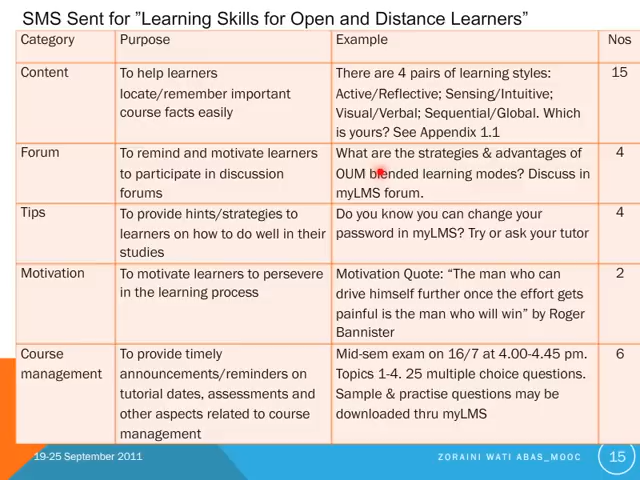 SMS Sent for ”Learning Skills for Open and Distance Learners”
Category Purpose Example Nos
Content To help learners locate/remember important course facts easily There are 4 pairs of learning styles: Active/Reflective; Sensing/Intuitive; Visual/Verbal; Sequential/Global. Which is yours? See Appendix 1.1 15
Forum To remind and motivate learners to participate in discussion forums What are the strategies & advantages of OUM blended learning modes? Discuss in myLMS forum. 4
Tips To provide hints/strategies to learners on how to do well in their studies Do you know you can change your password in myLMS? Try or ask your tutor 4
Motivation To motivate learners to persevere in the learning process Motivation Quote: “The man who can drive himself further once the effort gets painful is the man who will win” by Roger Bannister 2
Course management To provide timely announcements/reminders on tutorial dates, assessments and other aspects related to course management Mid-sem exam on 16/7 at 4.00-4.45 pm. Topics 1-4. 25 multiple choice questions. Sample & practise questions may be downloaded thru myLMS 6
19-25 September 2011 ZORAINI WATI ABAS_MOOC 15